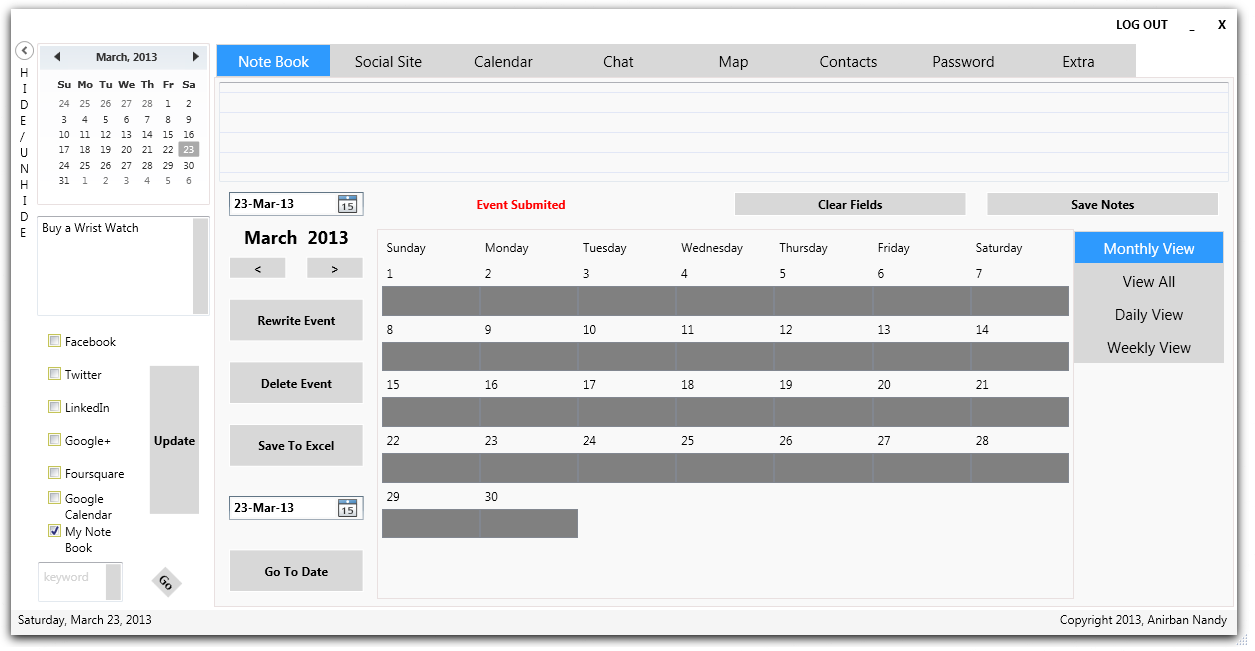 LOG OUT _ X
<
HIDE/UNHIDE
March, 2013
Su Mo Tu We Th Fr Sa
24 25 26 27 28 1 2
3 4 5 6 7 8 9
10 11 12 13 14 15 16
17 18 19 20 21 22 23
24 25 26 27 28 29 30
31 1 2 3 4 5 6
Buy a Wrist Watch
Facebook
Twitter
LinkedIn
Google+
Foursquare
Google
Calendar
My Note
Book
Update
keyword
Go
Note Book Social Site Calendar Chat Map Contacts Password Extra
23-Mar-13 15 Event Submited Clear Fields Save Notes
March 2013
< >
Rewrite Event
Delete Event
Save To Excel
23-Mar-13 15
Go To Date
Sunday Monday Tuesday Wednesday Thursday Friday Saturday
1 2 3 4 5 6 7
8 9 10 11 12 13 14
15 16 17 18 19 20 21
22 23 24 25 26 27 28
29 30
Monthly View
View All
Daily View
Weekly View
Saturday, March 23, 2013 Copyright 2013, Anirban Nandy